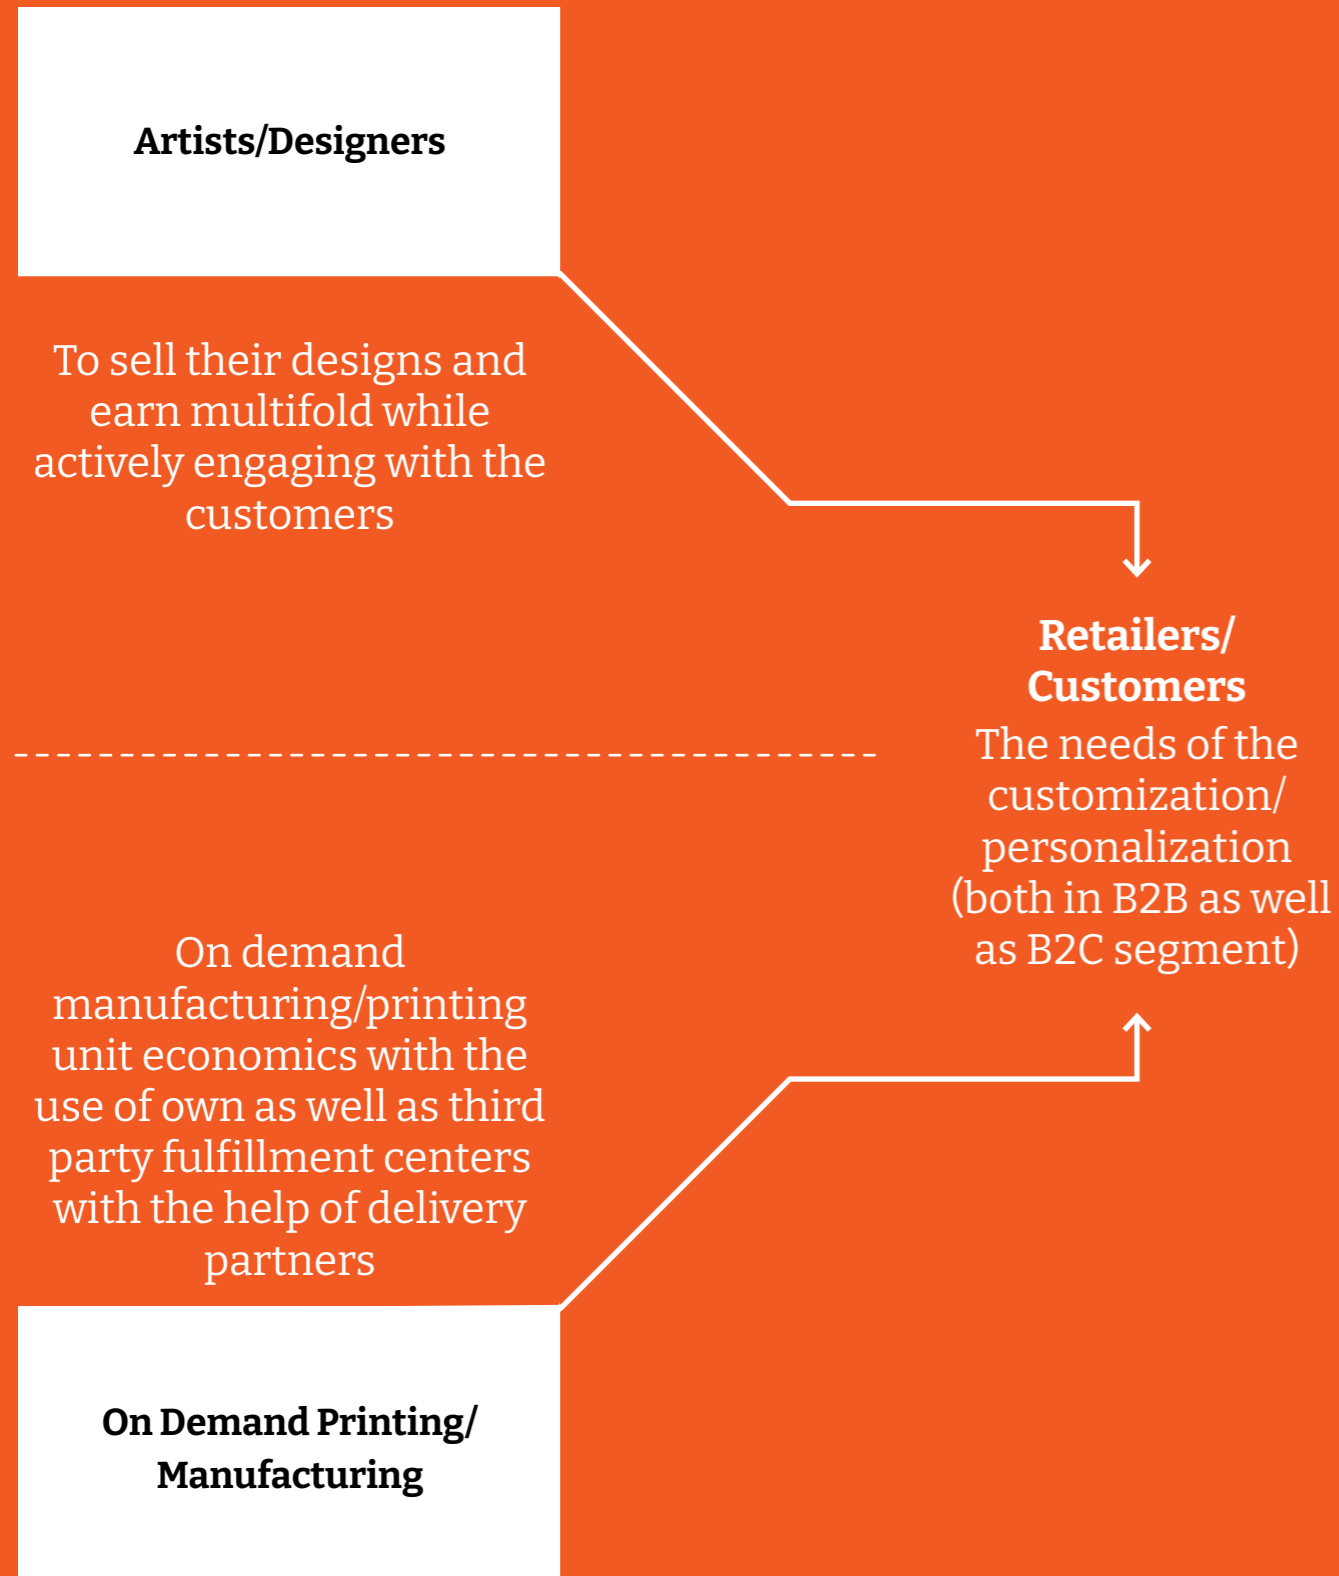 Artists/Designers
To sell their designs and
earn multifold while
actively engaging with the
customers
Retailers/
Customers
The needs of the
customization/
personalization
(both in B2B as well
as B2C segment)
On demand
manufacturing/printing
unit economics with the
use of own as well as third
party fulfillment centers
with the help of delivery
partners
On Demand Printing/
Manufacturing